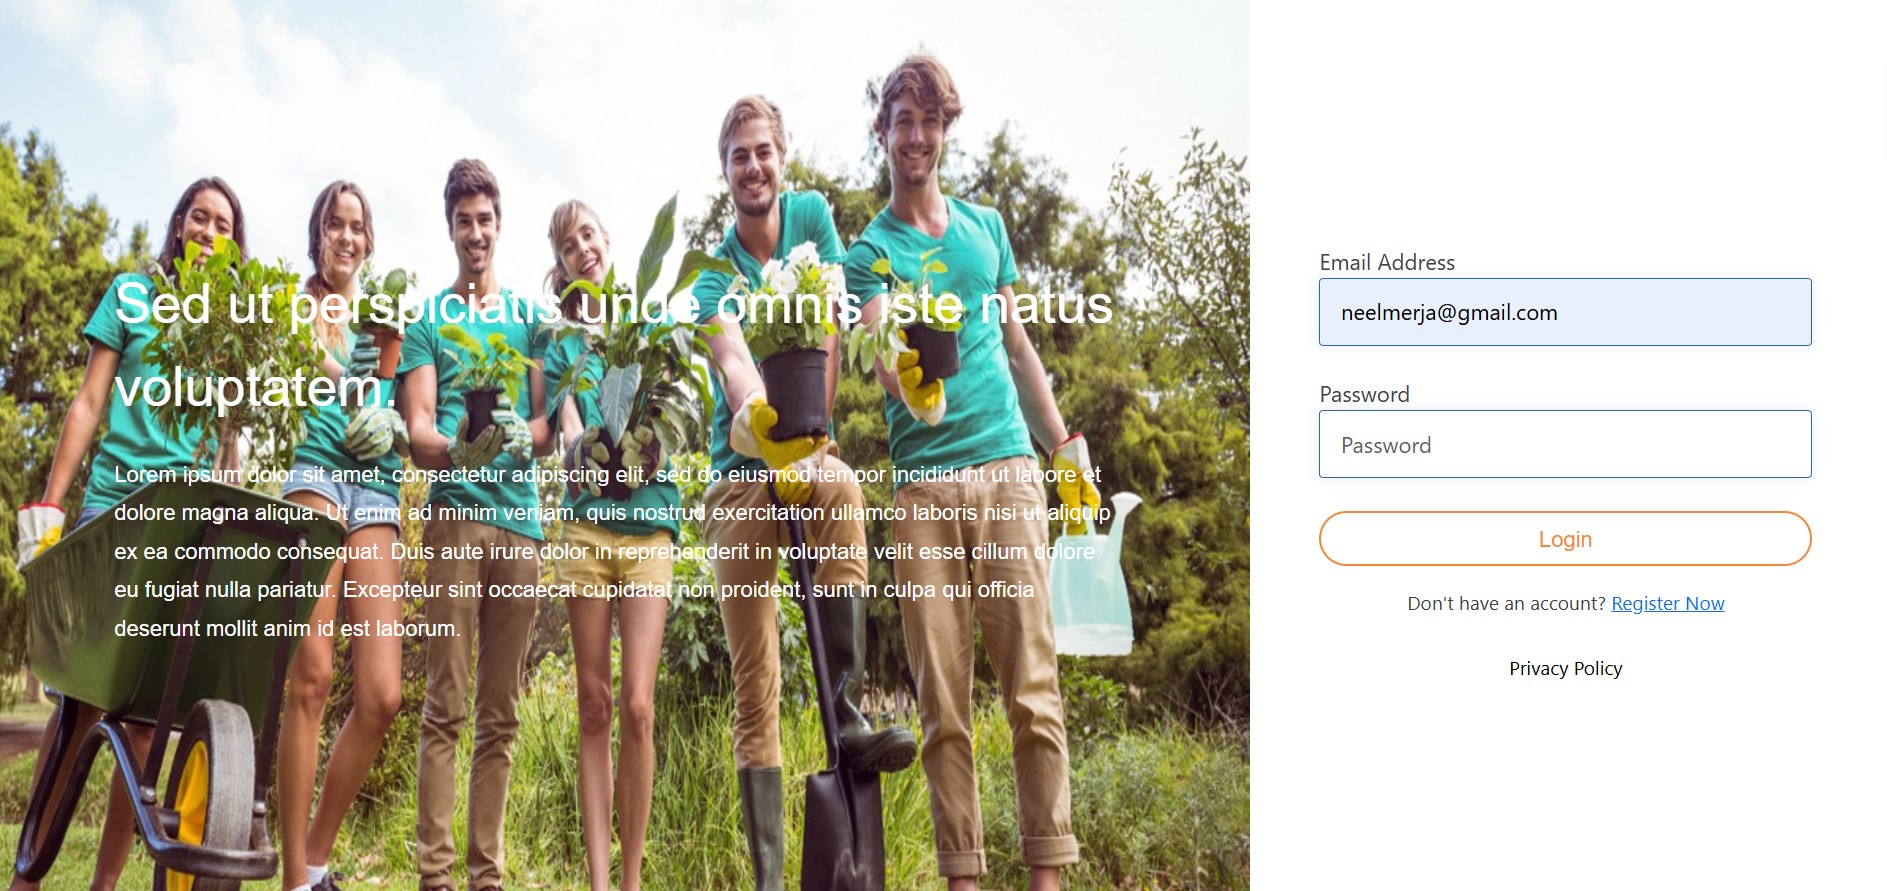 Sed ut perspiciatis unde omnis iste natus
voluptatem.
Lorem ipsum dolor sit amet, consectetur adipiscing elit, sed do eiusmod tempor incididunt ut labore et
dolore magna aliqua. Ut enim ad minim veniam, quis nostrud exercitation ullamco laboris nisi ut aliquip
ex ea commodo consequat. Duis aute irure dolor in reprehenderit in voluptate velit esse cillum dolore
eu fugiat nulla pariatur. Excepteur sint occaecat cupidatat non proident, sunt in culpa qui officia
deserunt mollit anim id est laborum.
Email Address
neelmerja@gmail.com
Password
Password
Login
Don't have an account? Register Now
Privacy Policy